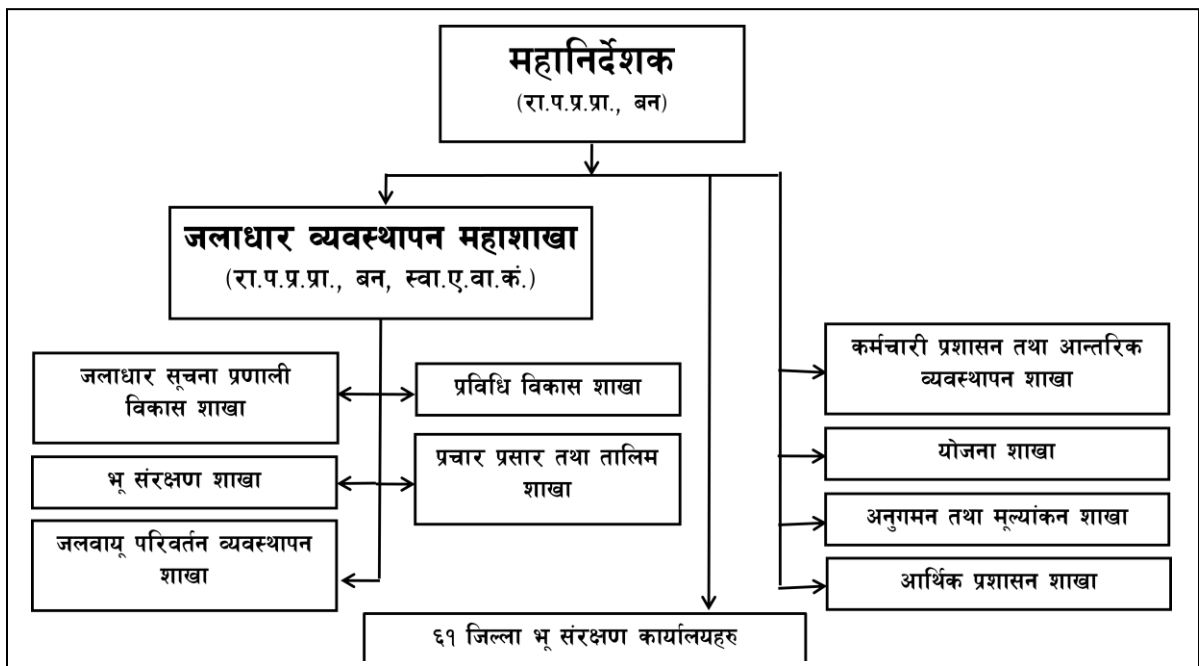 महानिर्देशक
(रा.प.प्र.प्रा., बन)
जलाधार व्यवस्थापन महाशाखा
(रा.प.प्र.प्रा., बन, स्वा.ए.वा.कं.)
जलाधार सूचना प्रणाली
विकास शाखा
प्रविधि विकास शाखा
भू संरक्षण शाखा
प्रचार प्रसार तथा तालिम
शाखा
जलवायू परिवर्तन व्यवस्थापन
शाखा
कर्मचारी प्रशासन तथा आन्तरिक
व्यवस्थापन शाखा
योजना शाखा
अनुगमन तथा मूल्यांकन शाखा
आर्थिक प्रशासन शाखा
६१ जिल्ला भू संरक्षण कार्यालयहरु